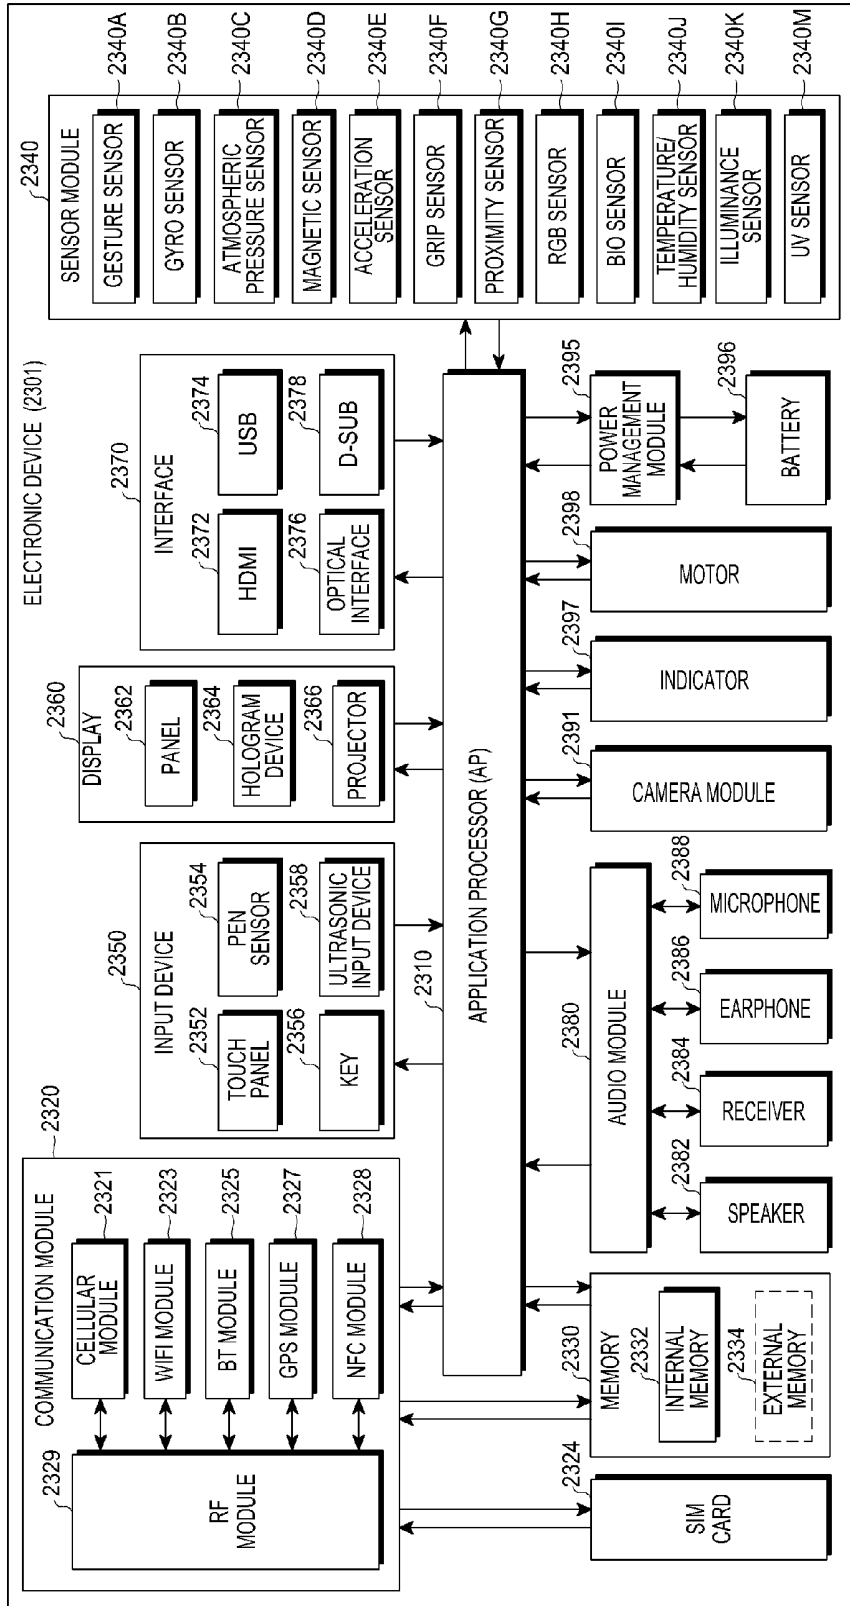 ELECTRONIC DEVICE (2301)
COMMUNICATION MODULE
2320
2329
RF
MODULE
CELLULAR
MODULE
2321
WIFI MODULE
2323
BT MODULE
2325
GPS MODULE
2327
NFC MODULE
2328
2350
INPUT DEVICE
2352
TOUCH
PANEL
2354
PEN
SENSOR
2356
KEY
2358
ULTRASONIC
INPUT DEVICE
2360
DISPLAY
2362
PANEL
2364
HOLOGRAM
DEVICE
2366
PROJECTOR
2370
INTERFACE
2372
HDMI
2374
USB
2376
OPTICAL
INTERFACE
2378
D-SUB
2340
SENSOR MODULE
GESTURE SENSOR
2340A
GYRO SENSOR
2340B
ATMOSPHERIC
PRESSURE SENSOR
2340C
MAGNETIC SENSOR
2340D
ACCELERATION
SENSOR
2340E
GRIP SENSOR
2340F
PROXIMITY SENSOR
2340G
RGB SENSOR
2340H
BIO SENSOR
2340I
TEMPERATURE/
HUMIDITY SENSOR
2340J
ILLUMINANCE
SENSOR
2340K
UV SENSOR
2340M
2310
APPLICATION PROCESSOR (AP)
2324
SIM
CARD
2330
MEMORY
2332
INTERNAL
MEMORY
2334
EXTERNAL
MEMORY
2380
AUDIO MODULE
2382
SPEAKER
2384
RECEIVER
2386
EARPHONE
2388
MICROPHONE
2391
CAMERA MODULE
2397
INDICATOR
2398
MOTOR
2395
POWER
MANAGEMENT
MODULE
2396
BATTERY